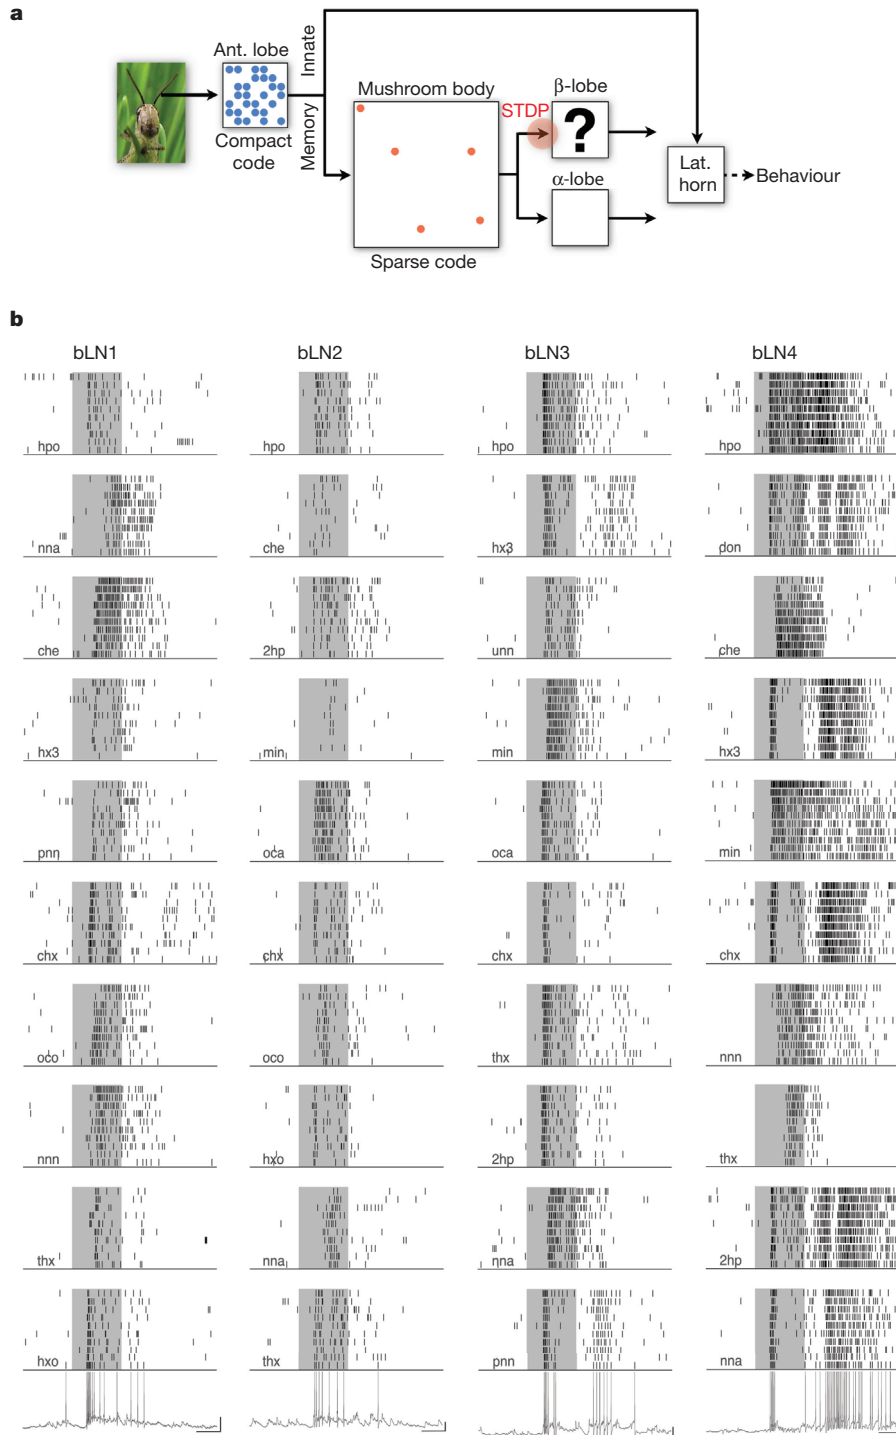 a
Ant. lobe
Compact
code
Innate
Memory
Mushroom body
Sparse code
STDP
β-lobe
?
α-lobe
Lat.
horn
Behaviour
b
bLN1 bLN2 bLN3 bLN4
hpo hpo hpo hpo
nna che hx3 don
che 2hp unn che
hx3 min min hx3
pnn oca oca min
chx chx chx chx
oco oco thx nnn
nnn hxo 2hp thx
thx nna nna 2hp
hxo thx pnn nna